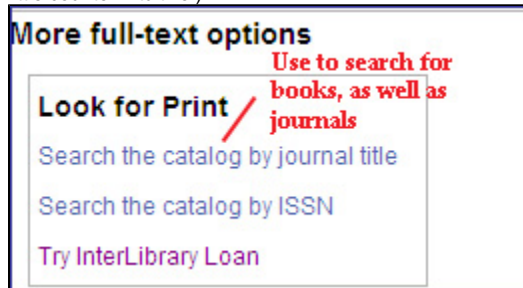 More full-text options
Use to search for
books, as well as
journals
Look for Print
Search the catalog by journal title
Search the catalog by ISSN
Try InterLibrary Loan